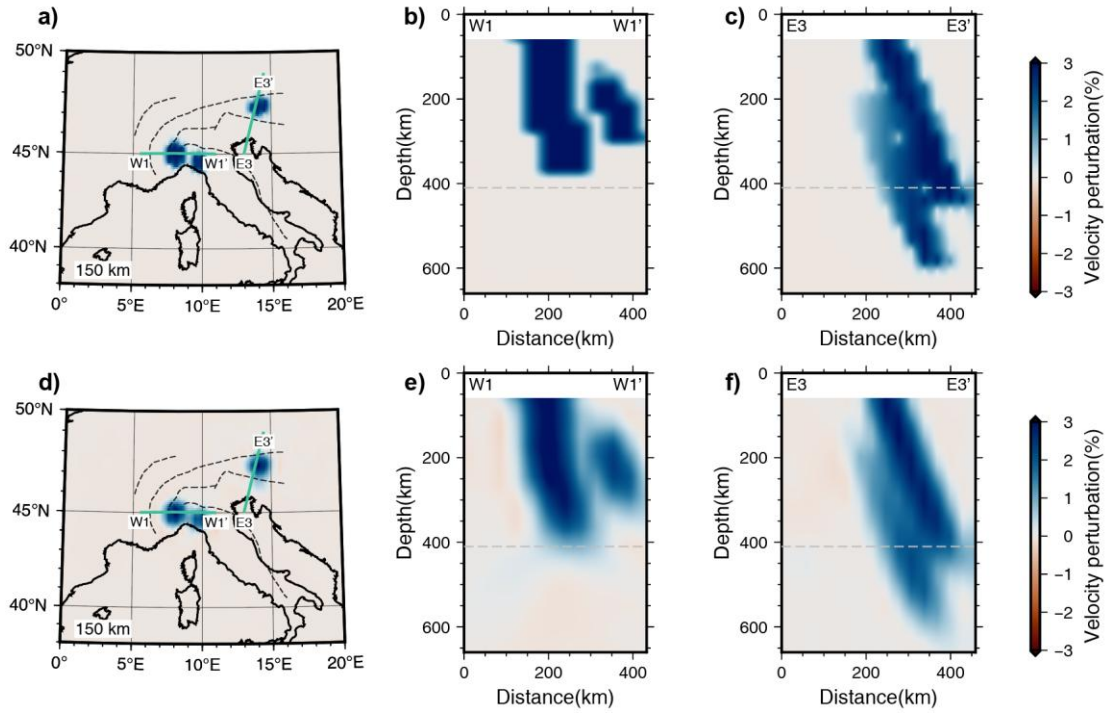 a)
50°N
45°N
40°N
0°
5°E
10°E
15°E
20°E
E3'
W1
W1'
E3
150 km
b)
W1
W1'
0
200
400
600
Depth(km)
0
200
400
Distance(km)
c)
E3
E3'
0
200
400
600
Depth(km)
0
200
400
Distance(km)
3
2
1
0
−1
−2
−3
Velocity perturbation(%)
d)
50°N
45°N
40°N
0°
5°E
10°E
15°E
20°E
E3'
W1
W1'
E3
150 km
e)
W1
W1'
0
200
400
600
Depth(km)
0
200
400
Distance(km)
f)
E3
E3'
0
200
400
600
Depth(km)
0
200
400
Distance(km)
3
2
1
0
−1
−2
−3
Velocity perturbation(%)